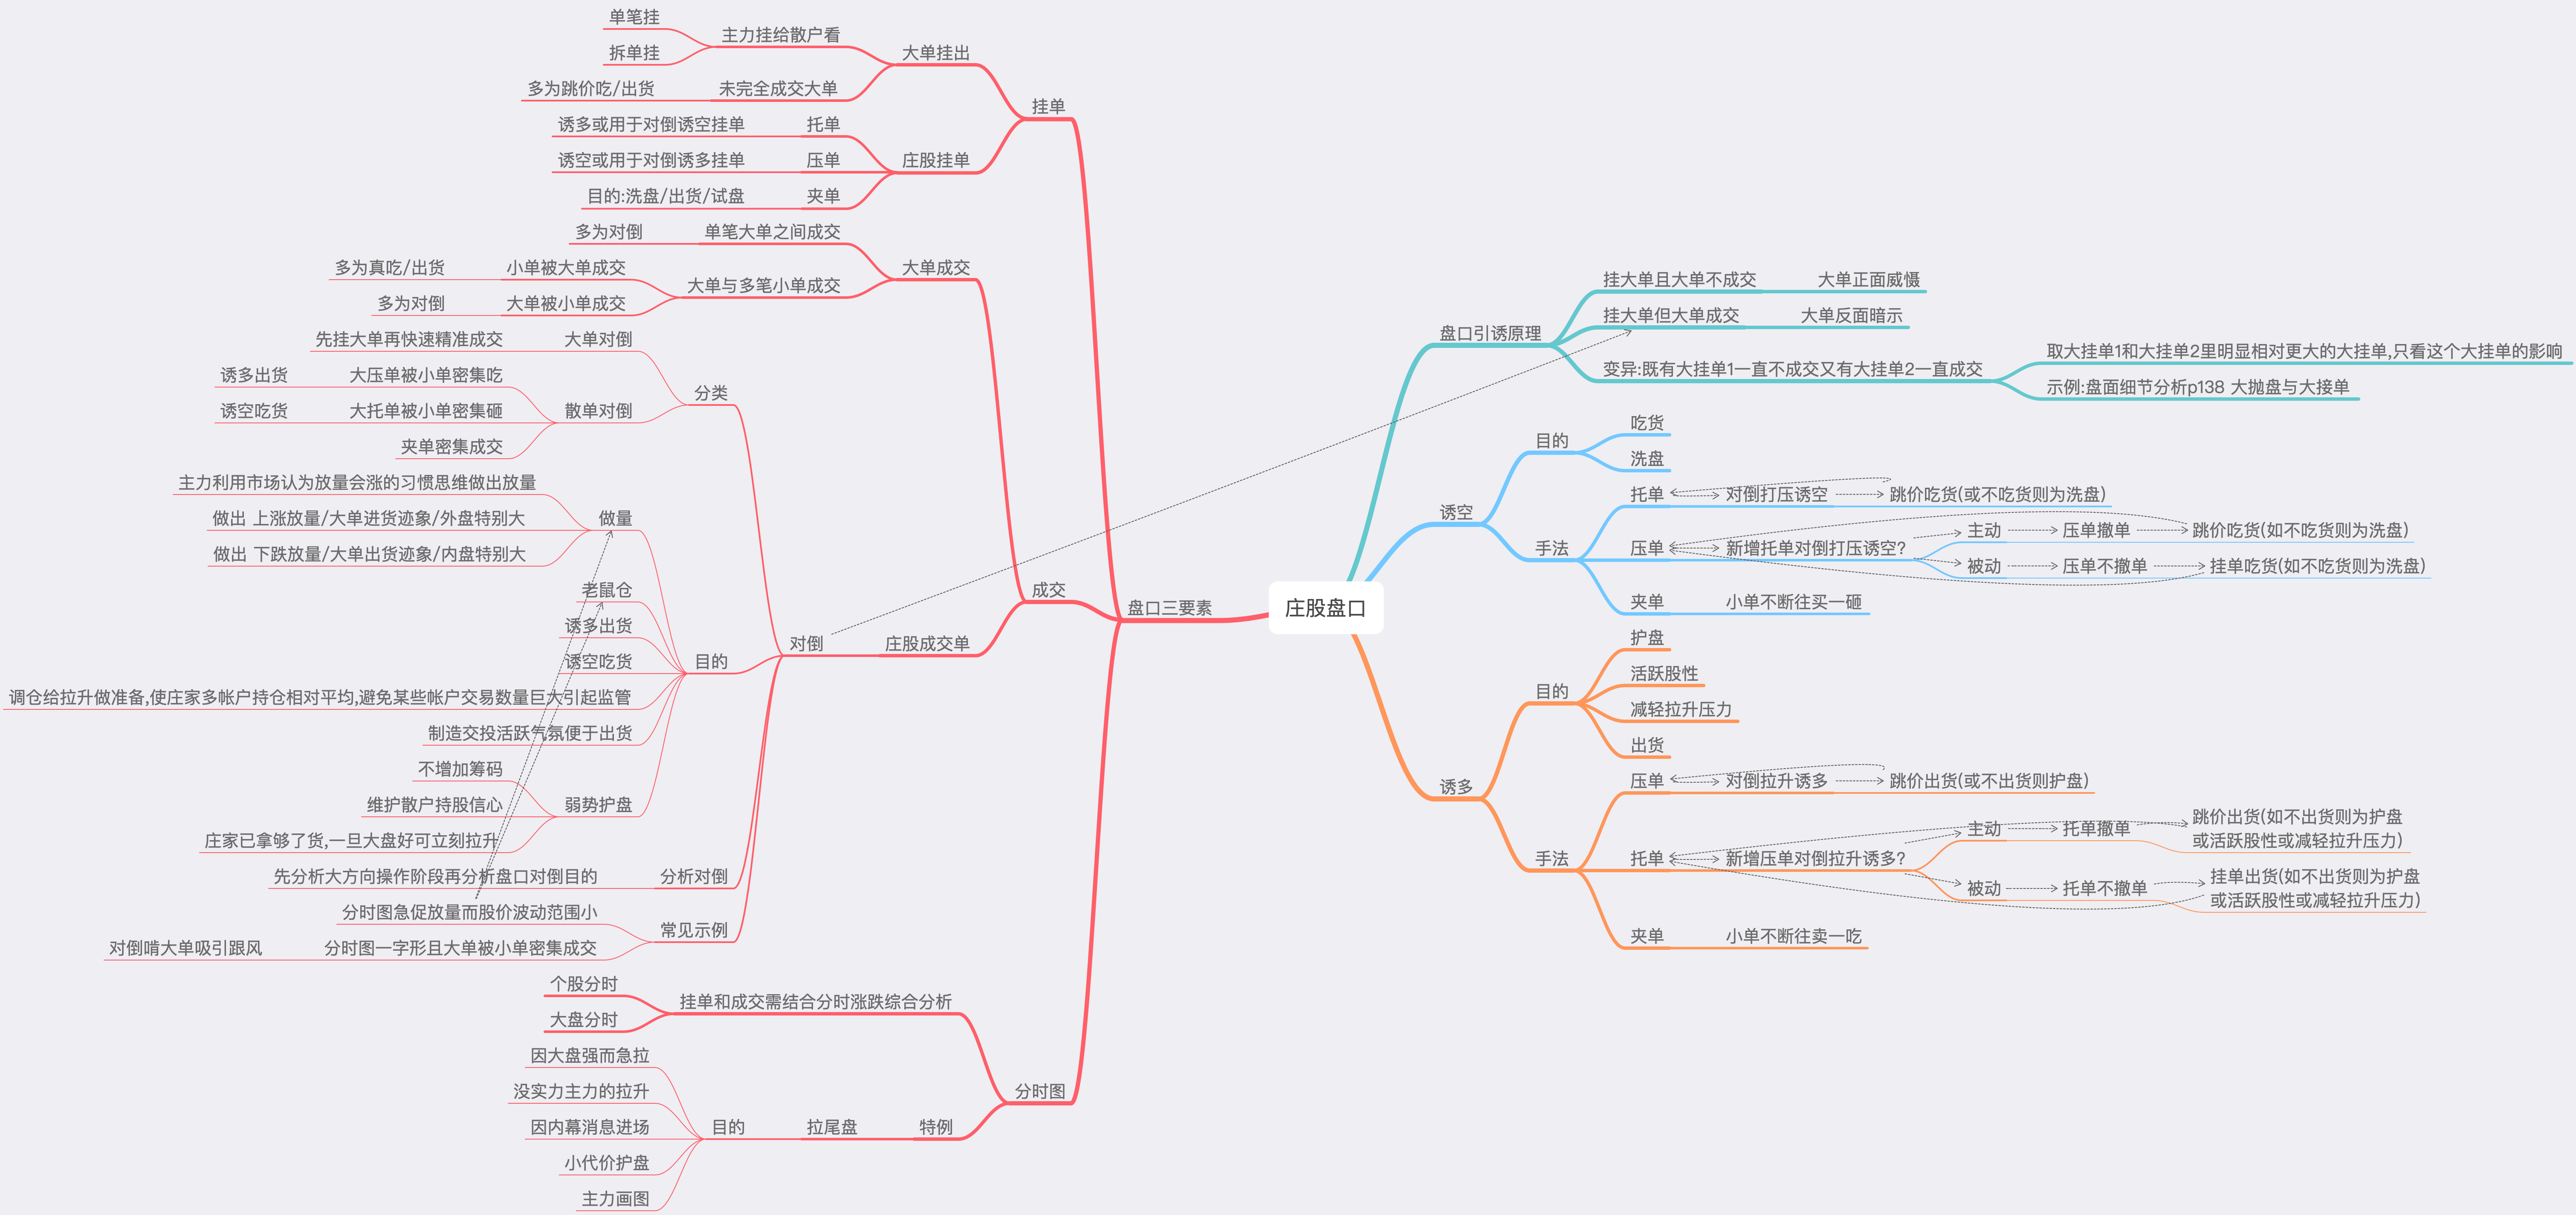 庄股盘口
盘口三要素
挂单
大单挂出
主力挂给散户看
单笔挂
拆单挂
未完全成交大单
多为跳价吃/出货
庄股挂单
托单
诱多或用于对倒诱空挂单
压单
诱空或用于对倒诱多挂单
夹单
目的:洗盘/出货/试盘
成交
大单成交
单笔大单之间成交
多为对倒
大单与多笔小单成交
小单被大单成交
多为真吃/出货
大单被小单成交
多为对倒
庄股成交单
对倒
分类
大单对倒
先挂大单再快速精准成交
散单对倒
大压单被小单密集吃
诱多出货
大托单被小单密集砸
诱空吃货
夹单密集成交
目的
做量
主力利用市场认为放量会涨的习惯思维做出放量
做出 上涨放量/大单进货迹象/外盘特别大
做出 下跌放量/大单出货迹象/内盘特别大
老鼠仓
诱多出货
诱空吃货
调仓给拉升做准备,使庄家多帐户持仓相对平均,避免某些帐户交易数量巨大引起监管
制造交投活跃气氛便于出货
弱势护盘
不增加筹码
维护散户持股信心
庄家已拿够了货,一旦大盘好可立刻拉升
分析对倒
先分析大方向操作阶段再分析盘口对倒目的
常见示例
分时图急促放量而股价波动范围小
分时图一字形且大单被小单密集成交
对倒啃大单吸引跟风
分时图
挂单和成交需结合分时涨跌综合分析
个股分时
大盘分时
特例
拉尾盘
目的
因大盘强而急拉
没实力主力的拉升
因内幕消息进场
小代价护盘
主力画图
盘口引诱原理
挂大单且大单不成交
大单正面威慑
挂大单但大单成交
大单反面暗示
变异:既有大挂单1一直不成交又有大挂单2一直成交
取大挂单1和大挂单2里明显相对更大的大挂单,只看这个大挂单的影响
示例:盘面细节分析p138 大抛盘与大接单
诱空
目的
吃货
洗盘
手法
托单
对倒打压诱空
跳价吃货(或不吃货则为洗盘)
压单
新增托单对倒打压诱空?
主动
压单撤单
跳价吃货(如不吃货则为洗盘)
被动
压单不撤单
挂单吃货(如不吃货则为洗盘)
夹单
小单不断往买一砸
诱多
目的
护盘
活跃股性
减轻拉升压力
出货
手法
压单
对倒拉升诱多
跳价出货(或不出货则护盘)
托单
新增压单对倒拉升诱多?
主动
托单撤单
跳价出货(如不出货则为护盘
或活跃股性或减轻拉升压力)
被动
托单不撤单
挂单出货(如不出货则为护盘
或活跃股性或减轻拉升压力)
夹单
小单不断往卖一吃